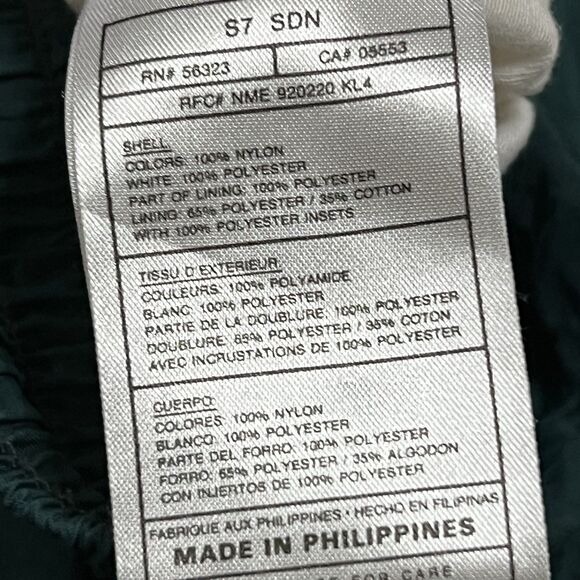 S7 SDN
RN# 56323 CA# 05553
RFC# NME 920220 KL4
SHELL:
COLORS: 100% NYLON
WHITE: 100% POLYESTER
PART OF LINING: 100% POLYESTER
LINING: 65% POLYESTER / 35% COTTON
WITH 100% POLYESTER INSETS
TISSU D'EXTERIEUR:
COULEURS: 100% POLYAMIDE
BLANC: 100% POLYESTER
PARTIE DE LA DOUBLURE: 100% POLYESTER
DOUBLURE: 65% POLYESTER / 35% COTON
AVEC INCRUSTATIONS DE 100% POLYESTER
CUERPO:
COLORES: 100% NYLON
BLANCO: 100% POLYESTER
PARTE DEL FORRO: 100% POLYESTER
FORRO: 65% POLYESTER / 35% ALGODON
CON INJERTOS DE 100% POLYESTER
FABRIQUE AUX PHILIPPINES · HECHO EN FILIPINAS
MADE IN PHILIPPINES
FOR CARE